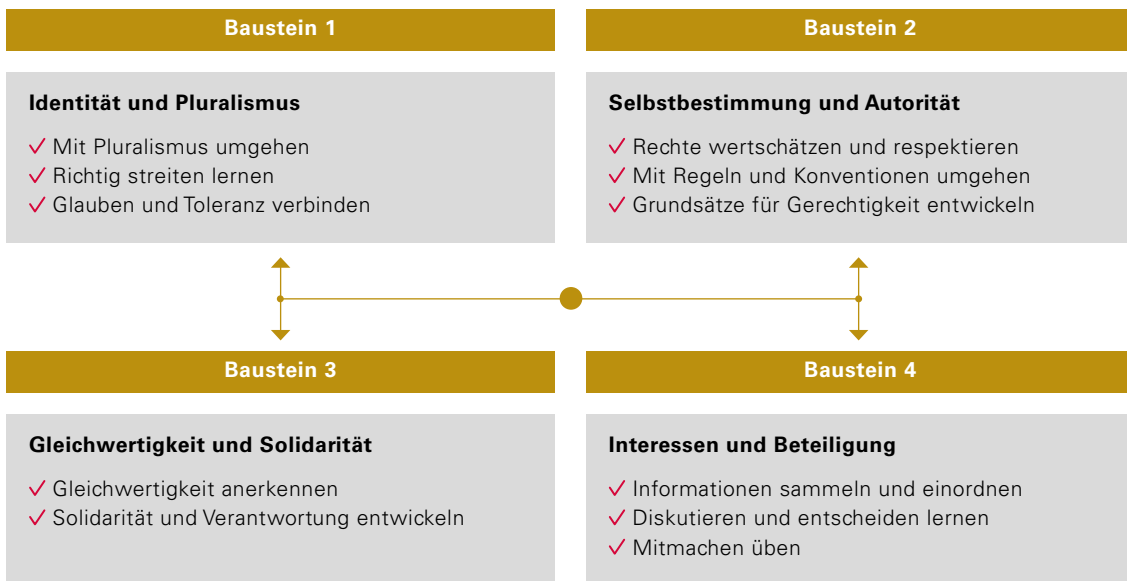 Baustein 1
Identität und Pluralismus
Mit Pluralismus umgehen
Richtig streiten lernen
Glauben und Toleranz verbinden
Baustein 2
Selbstbestimmung und Autorität
Rechte wertschätzen und respektieren
Mit Regeln und Konventionen umgehen
Grundsätze für Gerechtigkeit entwickeln
Baustein 3
Gleichwertigkeit und Solidarität
Gleichwertigkeit anerkennen
Solidarität und Verantwortung entwickeln
Baustein 4
Interessen und Beteiligung
Informationen sammeln und einordnen
Diskutieren und entscheiden lernen
Mitmachen üben